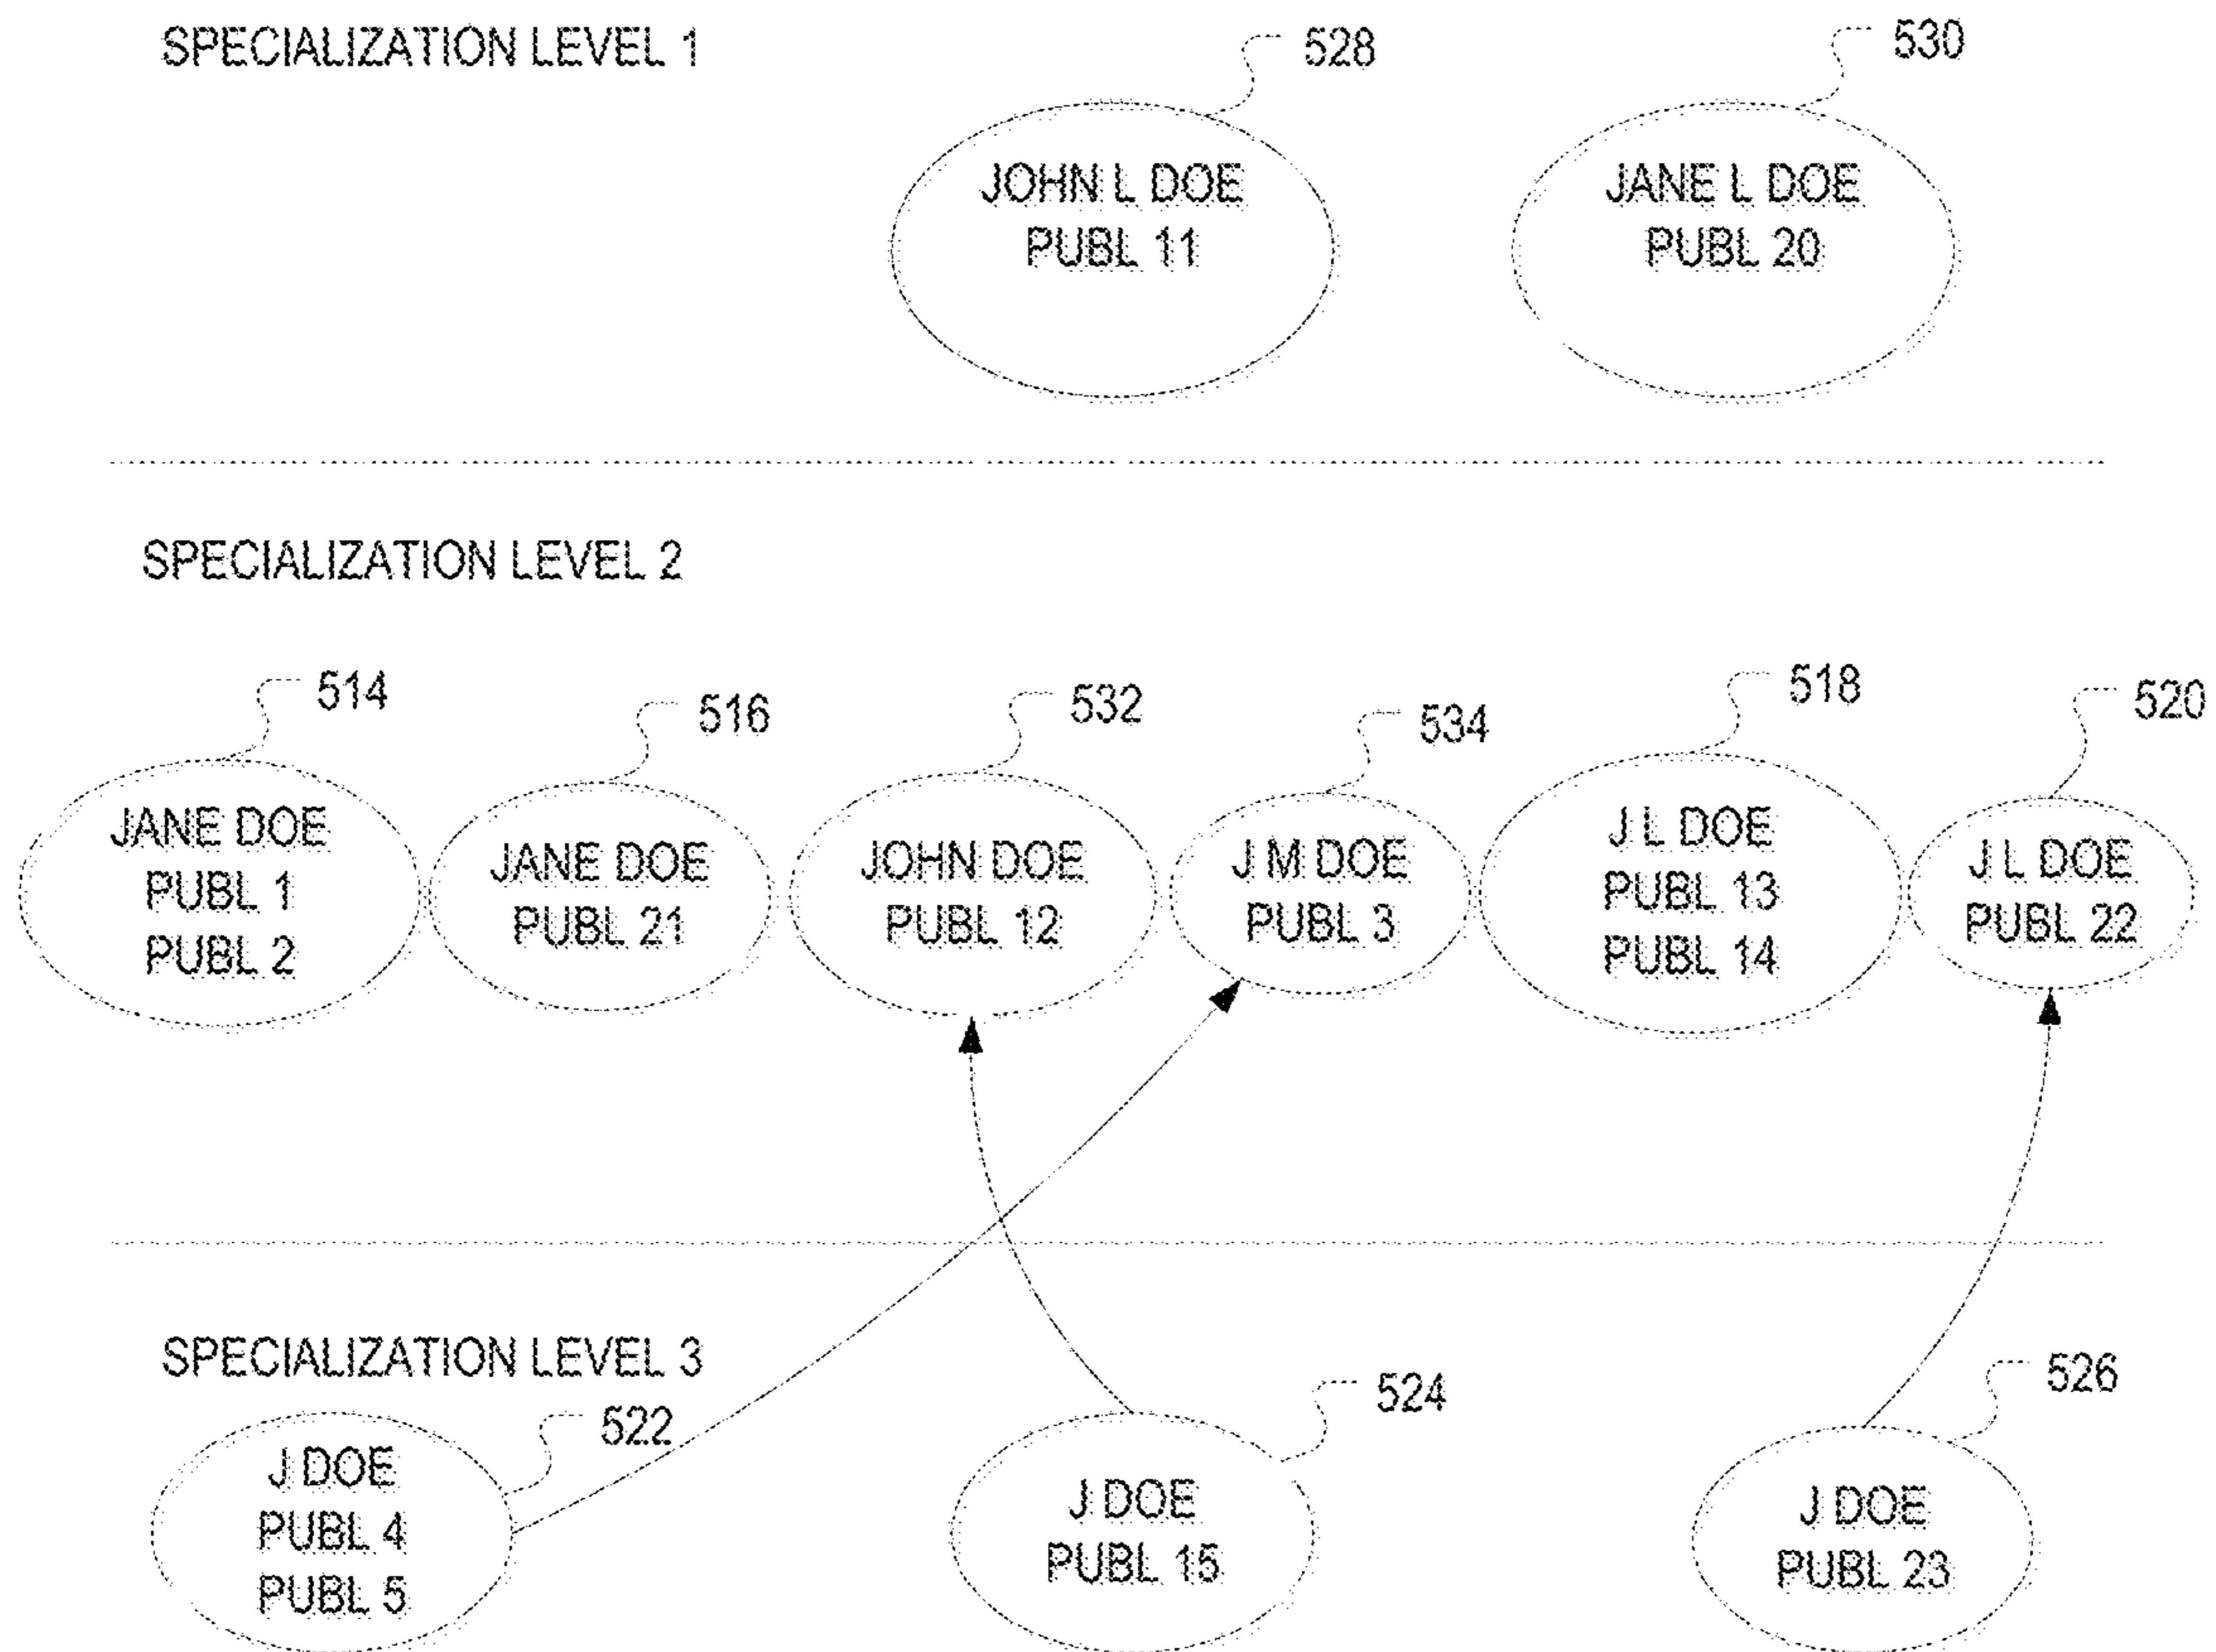 SPECIALIZATION LEVEL 1
528
530
JOHN L DOE
PUBL 11
JANE L DOE
PUBL 20
SPECIALIZATION LEVEL 2
514
516
532
534
518
520
JANE DOE
PUBL 1
PUBL 2
JANE DOE
PUBL 21
JOHN DOE
PUBL 12
J M DOE
PUBL 3
J L DOE
PUBL 13
PUBL 14
J L DOE
PUBL 22
SPECIALIZATION LEVEL 3
522
524
526
J DOE
PUBL 4
PUBL 5
J DOE
PUBL 15
J DOE
PUBL 23